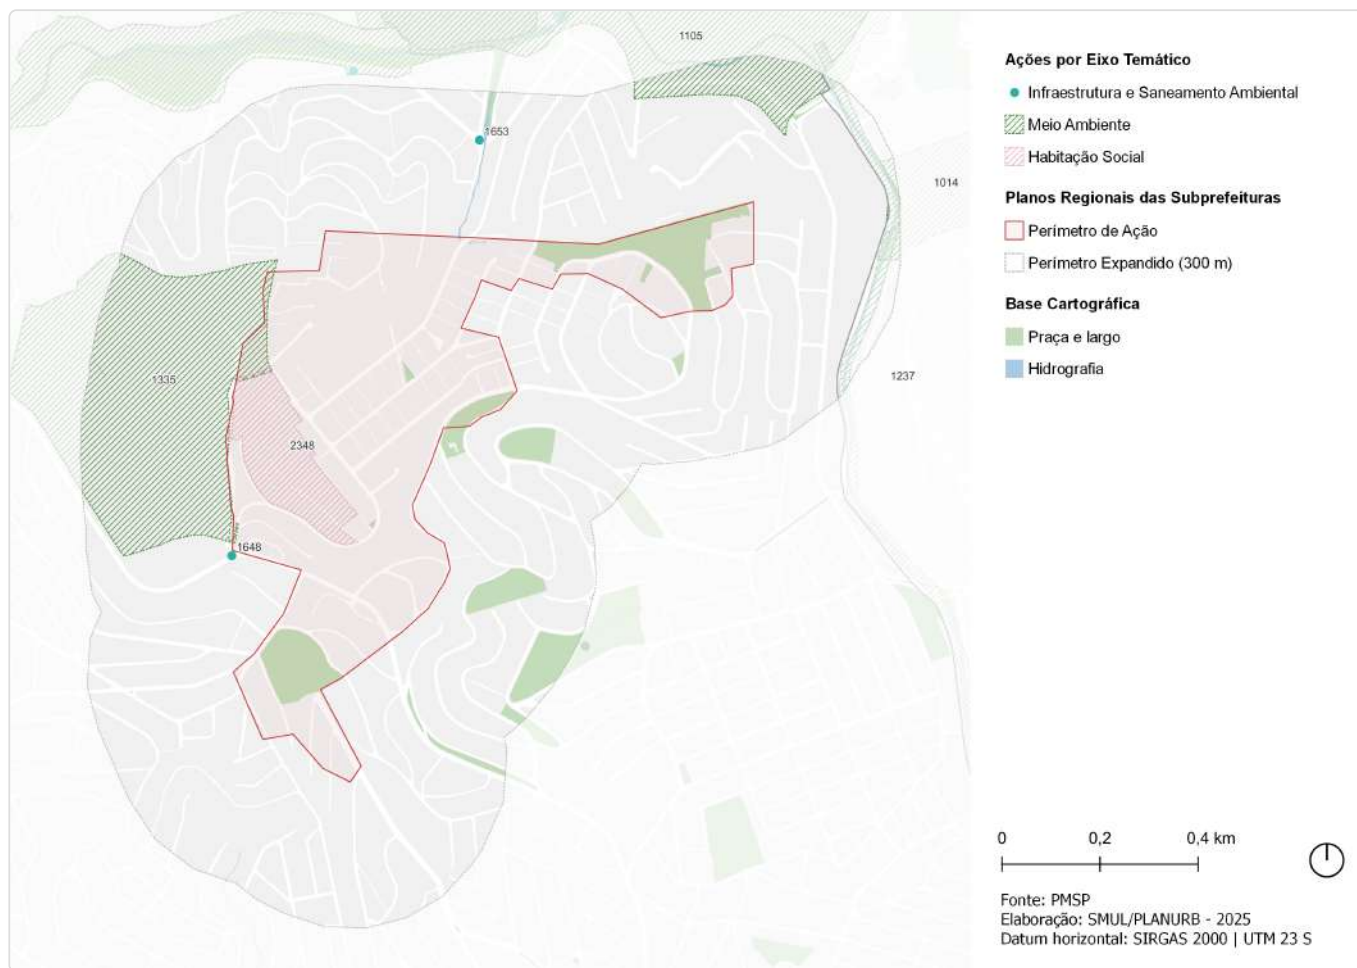 1105
1653
1014
1335
1237
2348
1648
Ações por Eixo Temático
Infraestrutura e Saneamento Ambiental
Meio Ambiente
Habitação Social
Planos Regionais das Subprefeituras
Perímetro de Ação
Perímetro Expandido (300 m)
Base Cartográfica
Praça e largo
Hidrografia
0 0,2 0,4 km
Fonte: PMSP
Elaboração: SMUL/PLANURB - 2025
Datum horizontal: SIRGAS 2000 | UTM 23 S